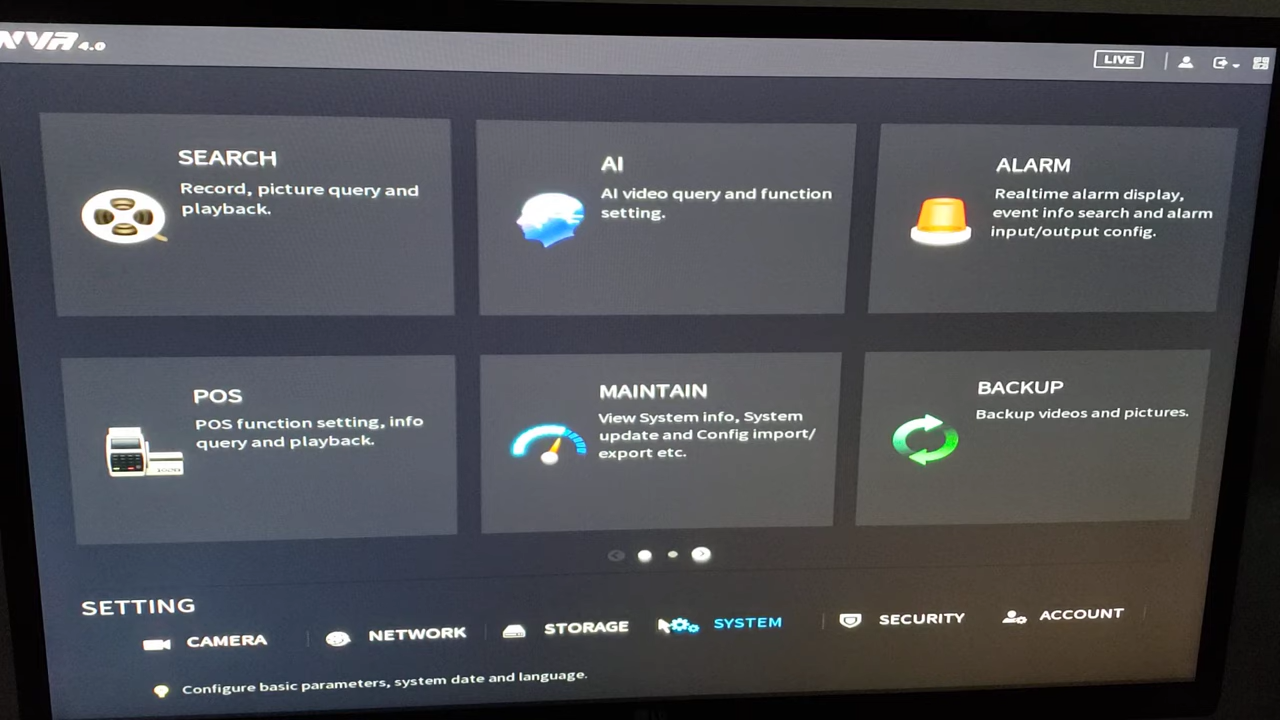 NVR 4.0
LIVE
SEARCH
Record, picture query and
playback.
AI
AI video query and function
setting.
ALARM
Realtime alarm display,
event info search and alarm
input/output config.
POS
POS function setting, info
query and playback.
MAINTAIN
View System info, System
update and Config import/
export etc.
BACKUP
Backup videos and pictures.
SETTING
CAMERA
NETWORK
STORAGE
SYSTEM
SECURITY
ACCOUNT
Configure basic parameters, system date and language.